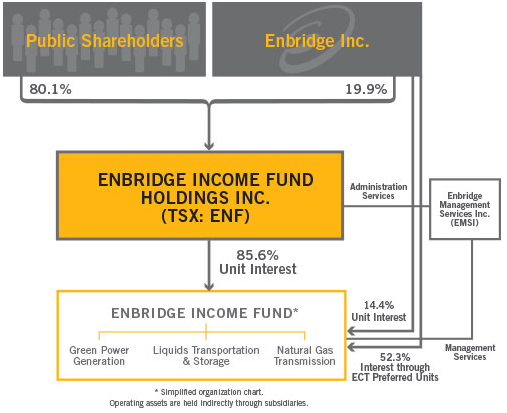 Public Shareholders
Enbridge Inc.
80.1%
19.9%
ENBRIDGE INCOME FUND
HOLDINGS INC.
(TSX: ENF)
Administration
Services
Enbridge
Management
Services Inc.
(EMSI)
85.6%
Unit Interest
ENBRIDGE INCOME FUND*
Green Power
Generation
Liquids Transportation
& Storage
Natural Gas
Transmission
14.4%
Unit Interest
52.3%
Interest through
ECT Preferred Units
Management
Services
* Simplified organization chart.
Operating assets are held indirectly through subsidiaries.